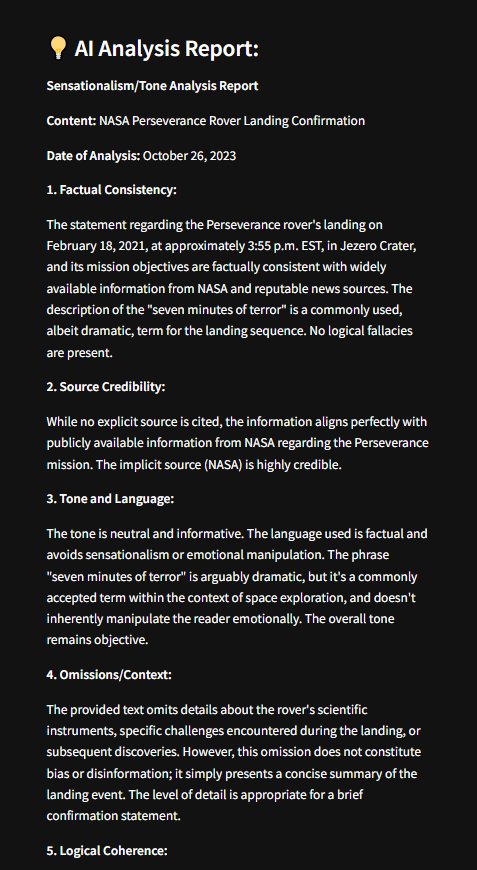 AI Analysis Report:
Sensationalism/Tone Analysis Report
Content: NASA Perseverance Rover Landing Confirmation
Date of Analysis: October 26, 2023
1. Factual Consistency:
The statement regarding the Perseverance rover's landing on
February 18, 2021, at approximately 3:55 p.m. EST, in Jezero Crater,
and its mission objectives are factually consistent with widely
available information from NASA and reputable news sources. The
description of the "seven minutes of terror" is a commonly used,
albeit dramatic, term for the landing sequence. No logical fallacies
are present.
2. Source Credibility:
While no explicit source is cited, the information aligns perfectly with
publicly available information from NASA regarding the Perseverance
mission. The implicit source (NASA) is highly credible.
3. Tone and Language:
The tone is neutral and informative. The language used is factual and
avoids sensationalism or emotional manipulation. The phrase
"seven minutes of terror" is arguably dramatic, but it's a commonly
accepted term within the context of space exploration, and doesn't
inherently manipulate the reader emotionally. The overall tone
remains objective.
4. Omissions/Context:
The provided text omits details about the rover's scientific
instruments, specific challenges encountered during the landing, or
subsequent discoveries. However, this omission does not constitute
bias or disinformation; it simply presents a concise summary of the
landing event. The level of detail is appropriate for a brief
confirmation statement.
5. Logical Coherence: